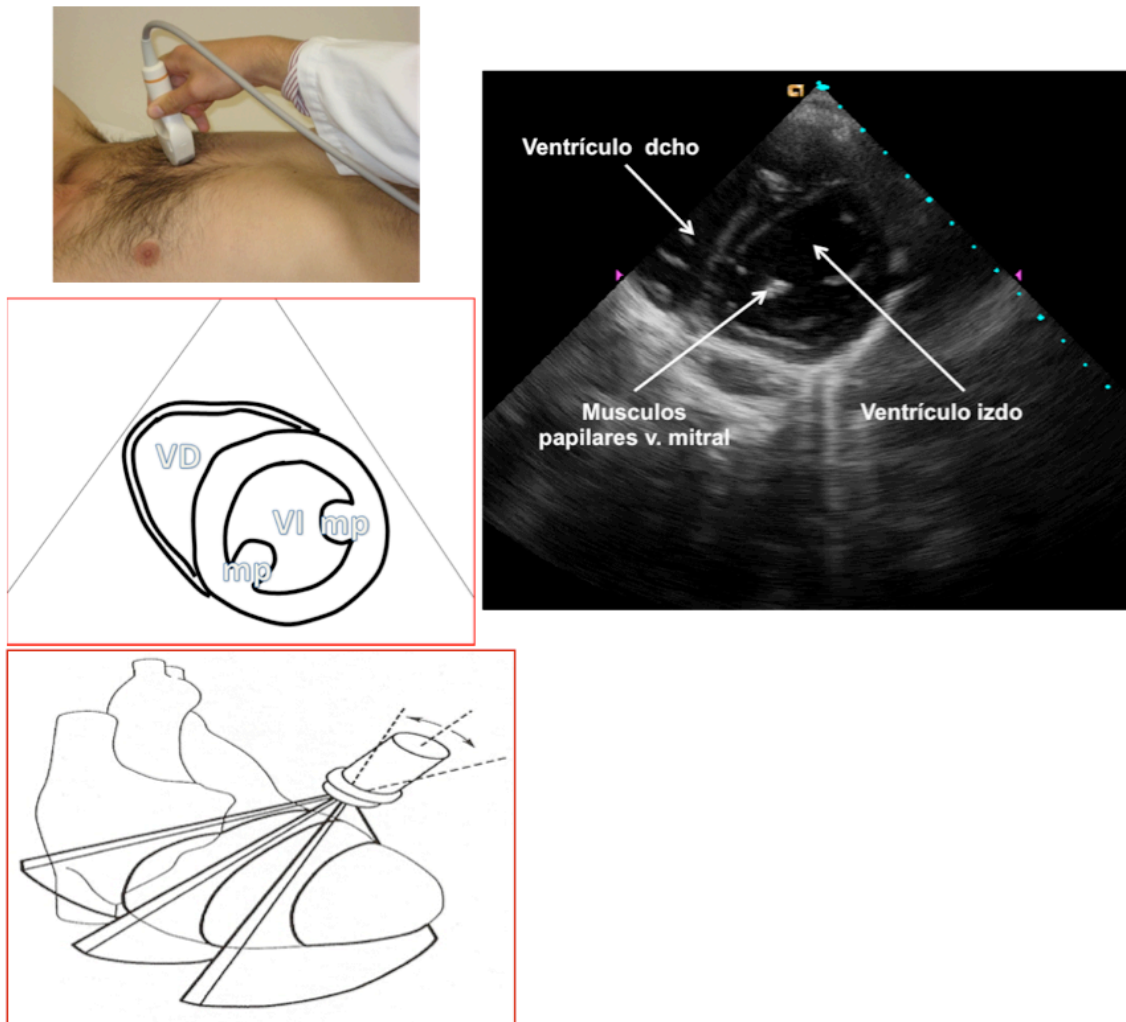 Ventrículo dcho
Musculos
papilares v. mitral
Ventrículo izdo
VD
VI
mp
mp